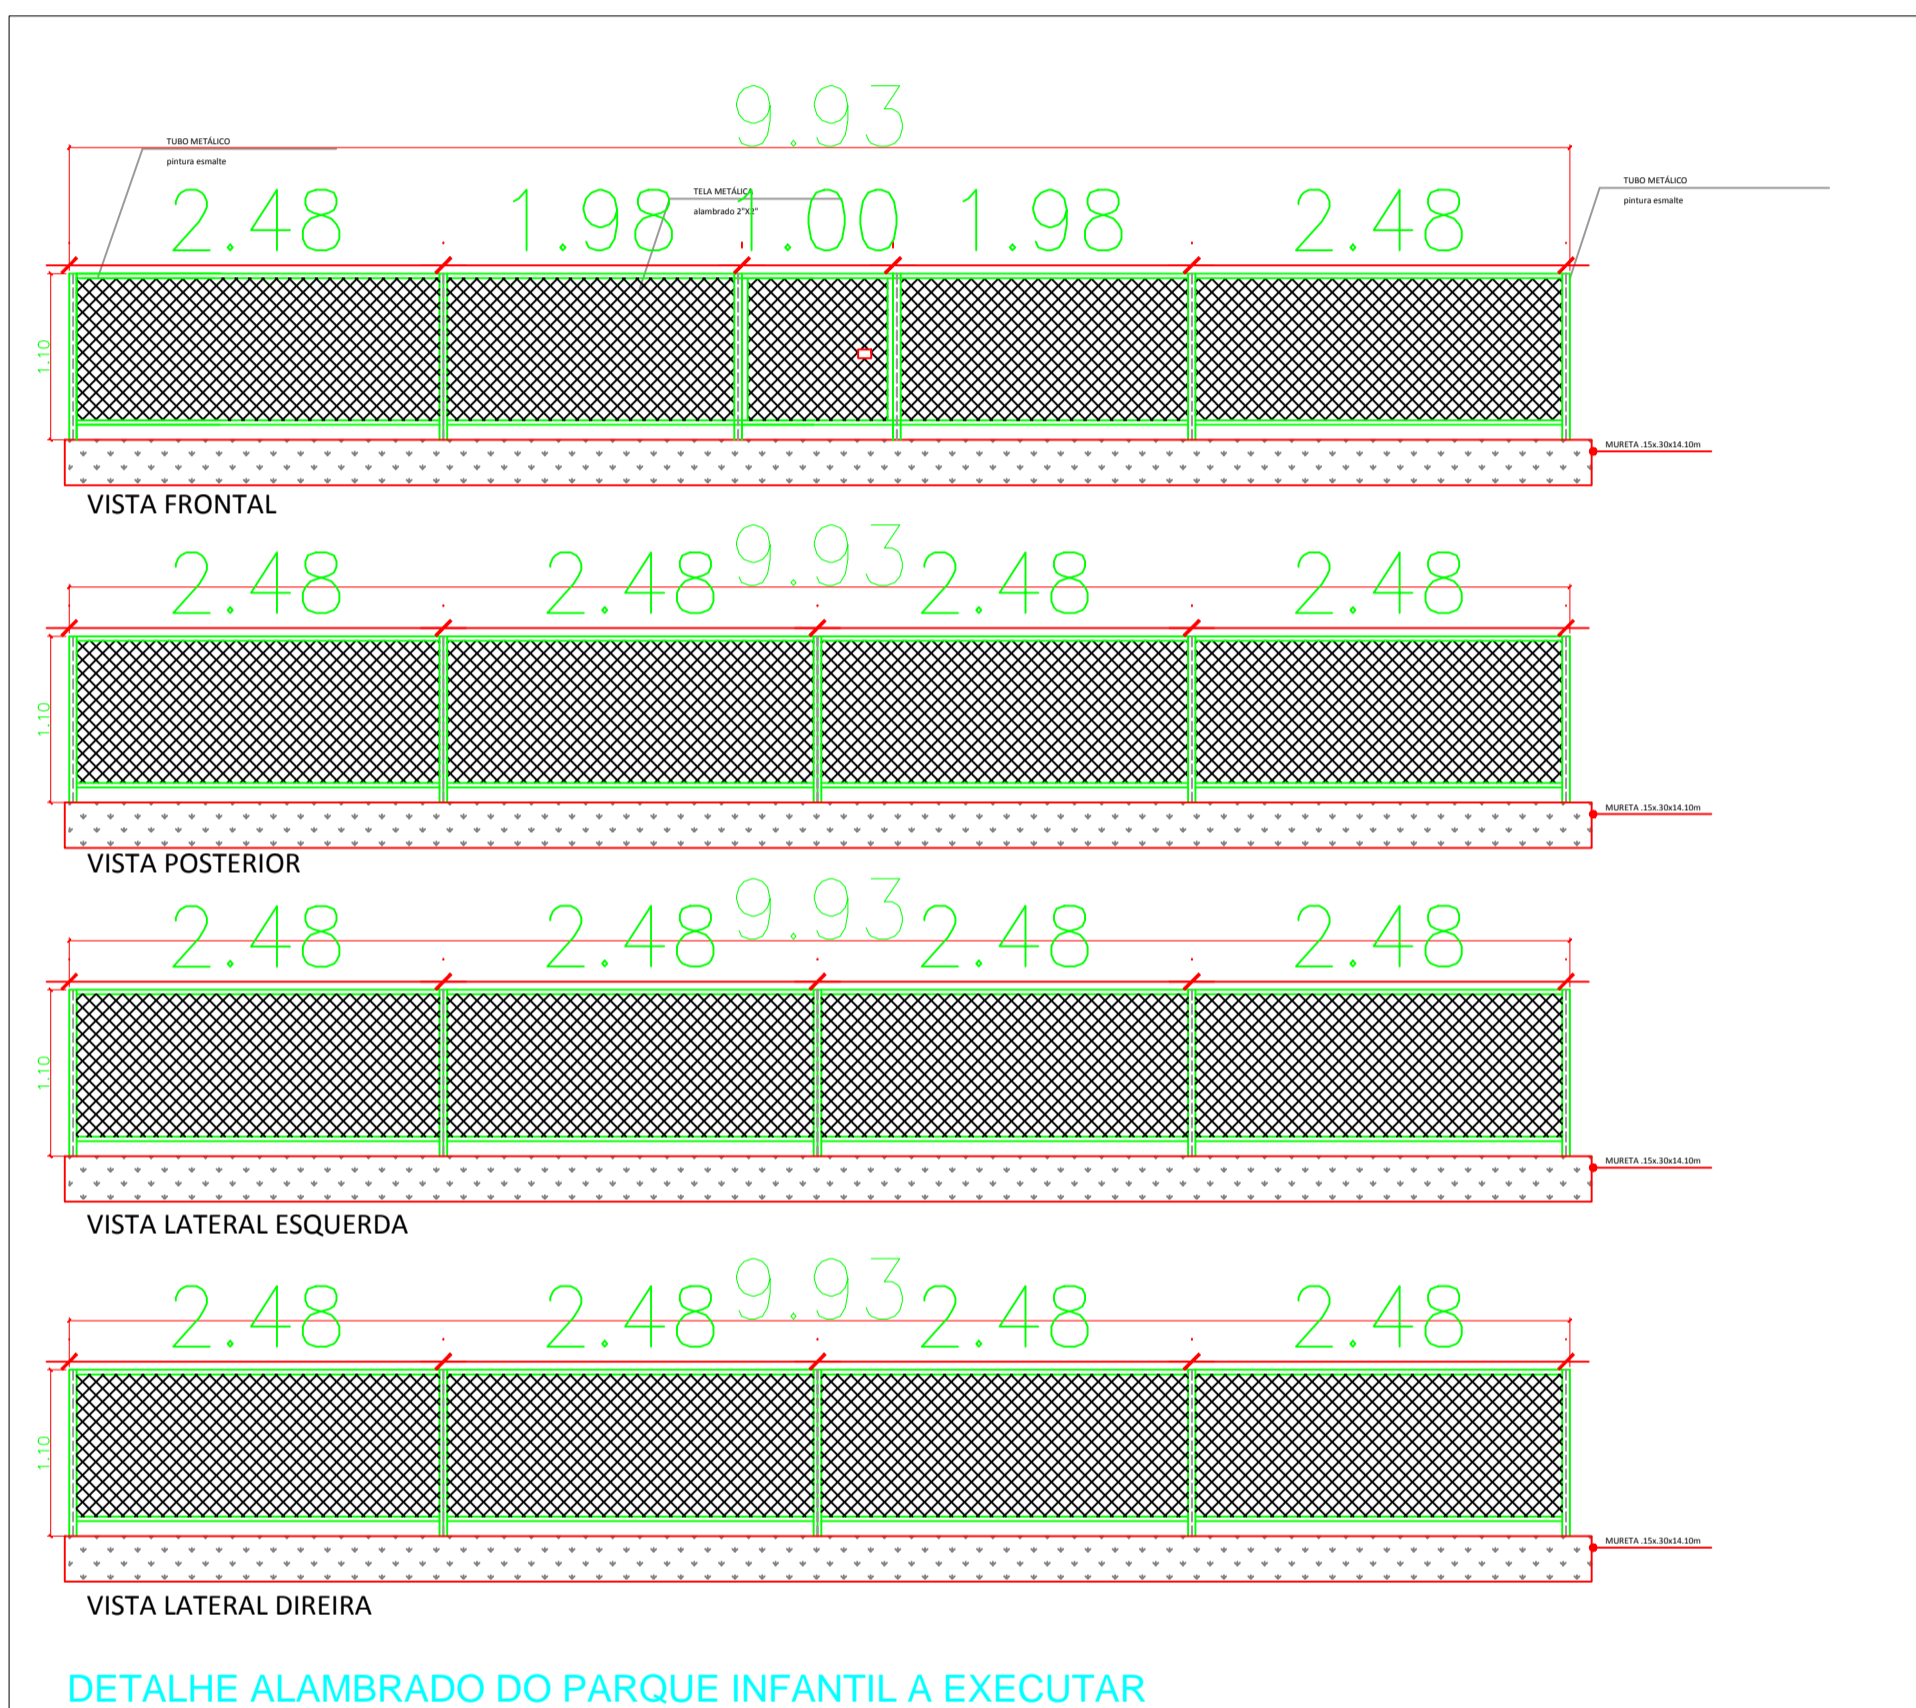 9.93
TUBO METÁLICO
pintura esmalte
TUBO METÁLICO
pintura esmalte
TELA METÁLICA
alambrado 2"X2"
2.48 1.98 1.00 1.98 2.48
1.10
MURETA .15x.30x14.10m
VISTA FRONTAL
9.93
2.48 2.48 2.48 2.48
1.10
MURETA .15x.30x14.10m
VISTA POSTERIOR
9.93
2.48 2.48 2.48 2.48
1.10
MURETA .15x.30x14.10m
VISTA LATERAL ESQUERDA
9.93
2.48 2.48 2.48 2.48
1.10
MURETA .15x.30x14.10m
VISTA LATERAL DIREIRA
DETALHE ALAMBRADO DO PARQUE INFANTIL A EXECUTAR